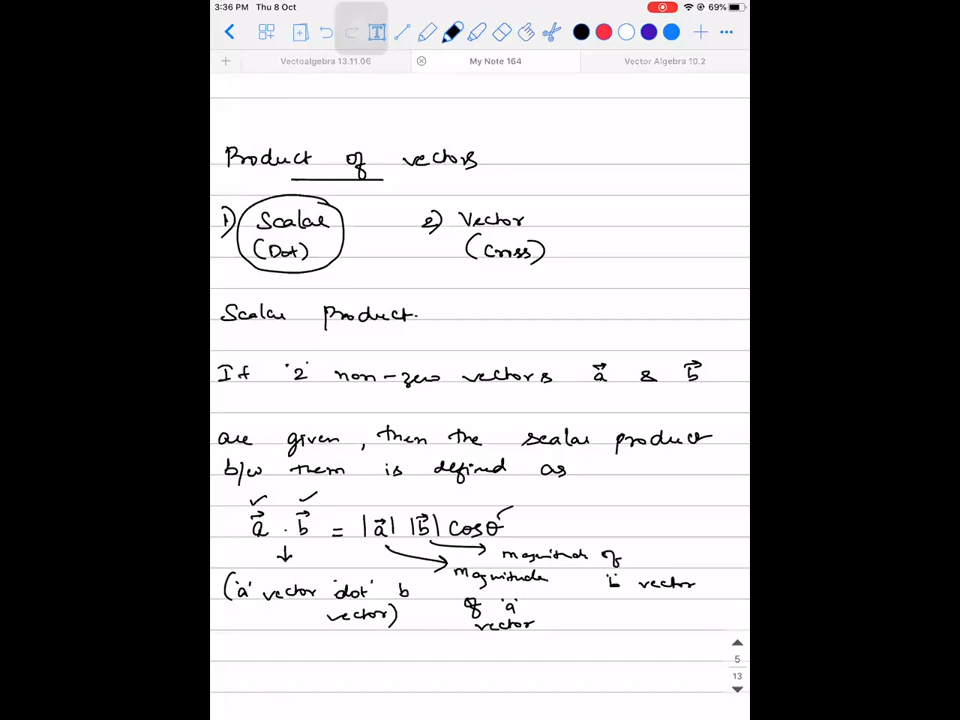 3:36 PM Thu 8 Oct 69%
Vectoalgebra 13.11.06 My Note 164 Vector Algebra 10.2
Product of vectors
1) Scalar 2) Vector
(Dot) (Cross)
Scalar Product.
If '2' non-zero vectors a⃗ & b⃗
are given, then the scalar product
b/w them is defined as
a⃗ . b⃗ = |a⃗| |b⃗| cosθ
magnitude of
'b' vector
magnitude
of 'a'
vector
('a' vector 'dot' b
vector)
5
13